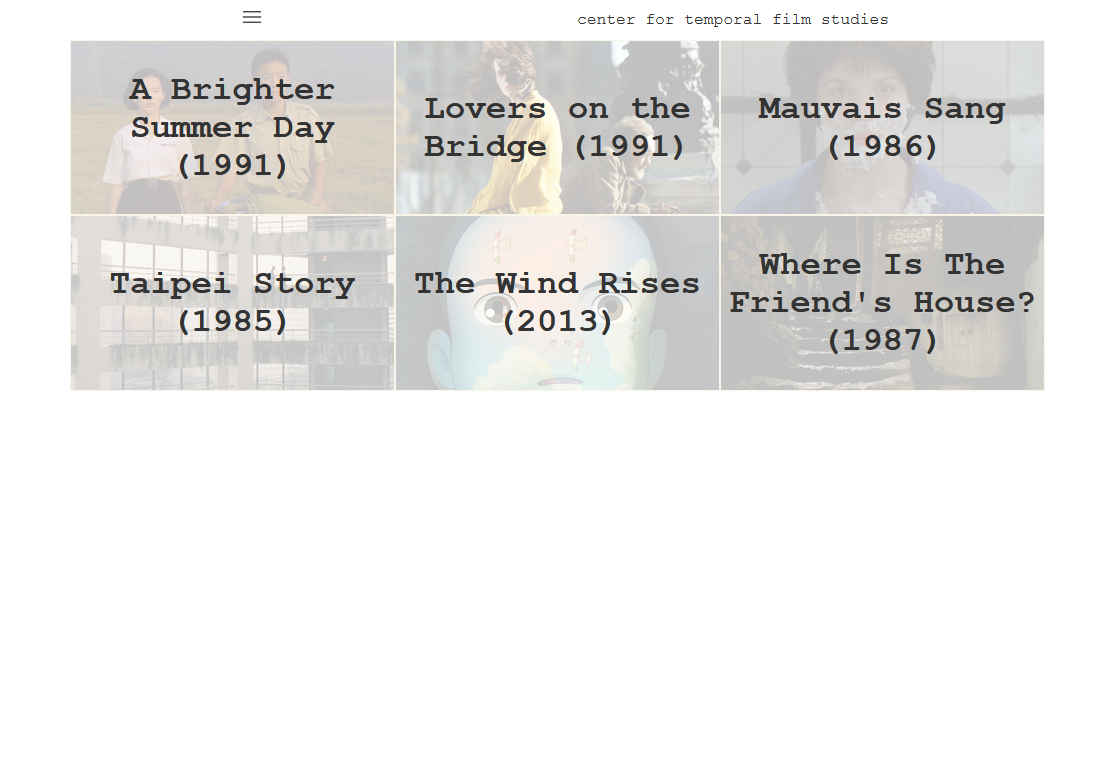 center for temporal film studies
A Brighter
Summer Day
(1991)
Lovers on the
Bridge (1991)
Mauvais Sang
(1986)
Taipei Story
(1985)
The Wind Rises
(2013)
Where Is The
Friend's House?
(1987)